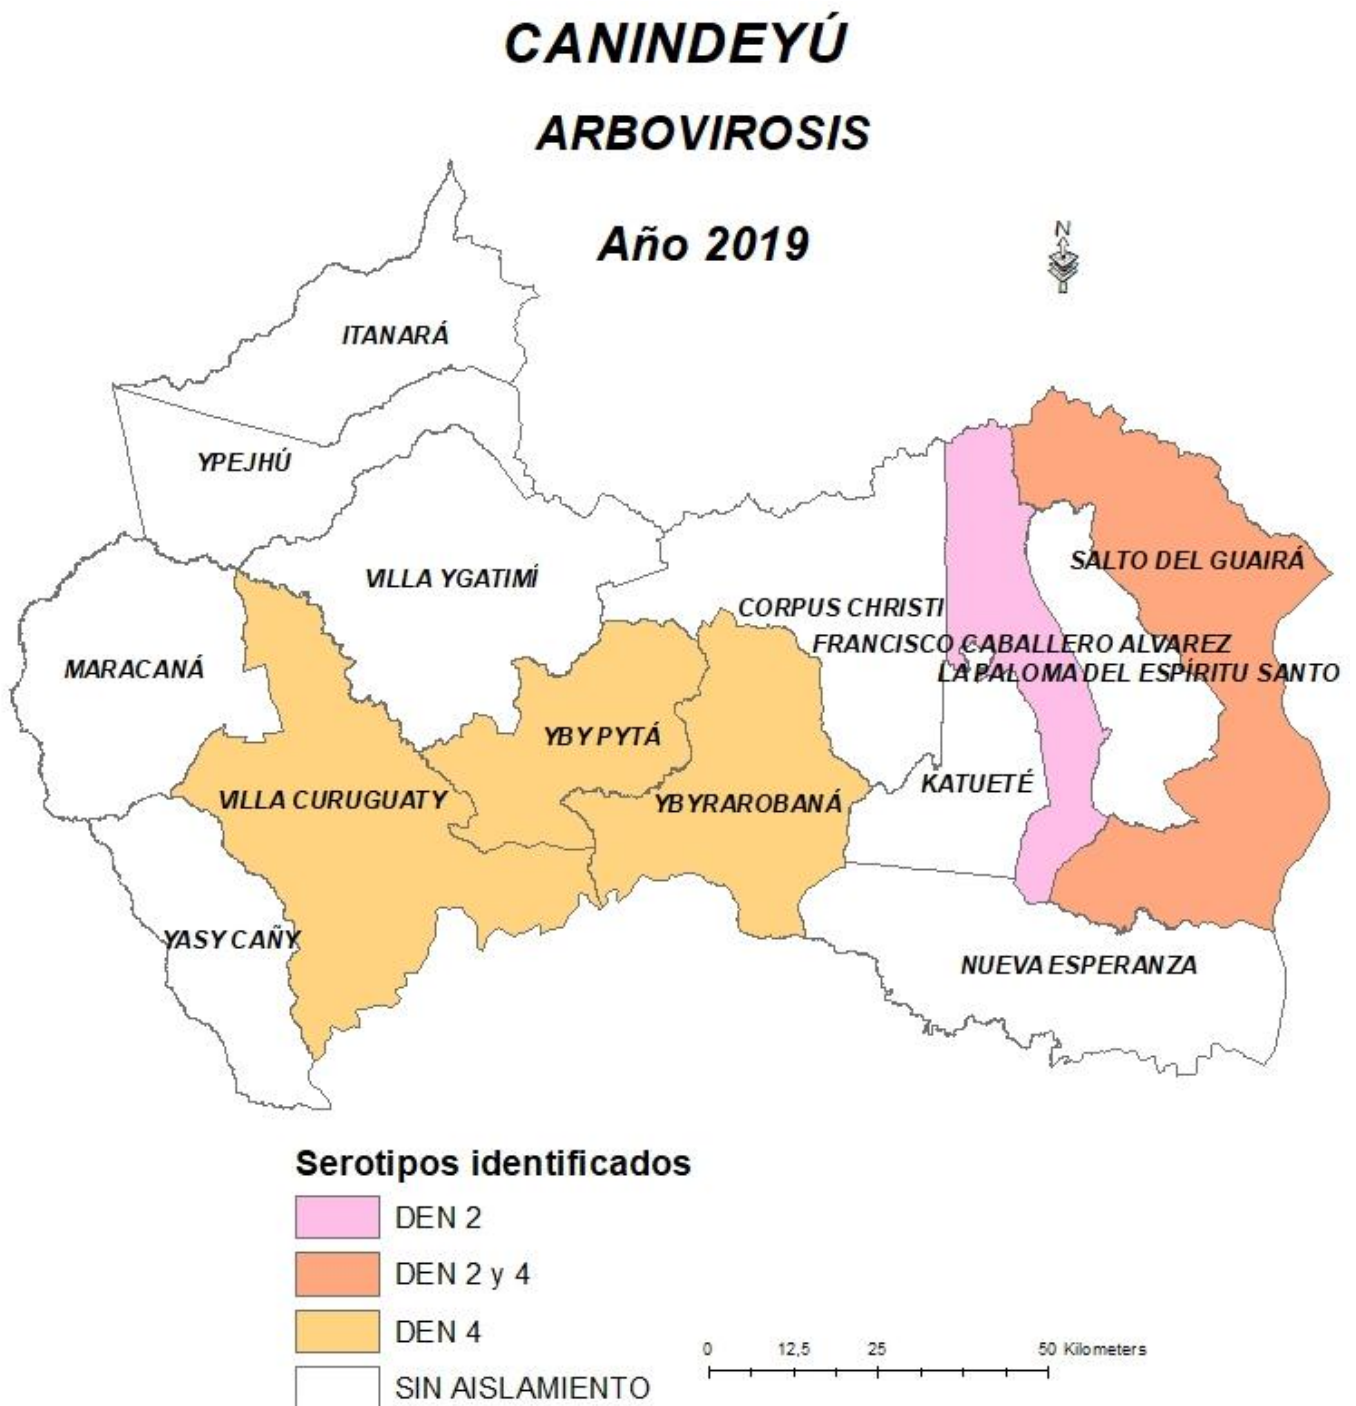 CANINDEYÚ
ARBOVIROSIS
Año 2019
N
ITANARÁ
YPEJHÚ
SALTO DEL GUAIRÁ
VILLA YGATIMÍ
CORPUS CHRISTI
FRANCISCO CABALLERO ALVAREZ
MARACANÁ
LA PALOMA DEL ESPÍRITU SANTO
YBY PYTÁ
KATUETÉ
VILLA CURUGUATY
YBYRAROBANÁ
YASY CAÑY
NUEVA ESPERANZA
Serotipos identificados
DEN 2
DEN 2 y 4
DEN 4
SIN AISLAMIENTO
0 12,5 25 50 Kilometers